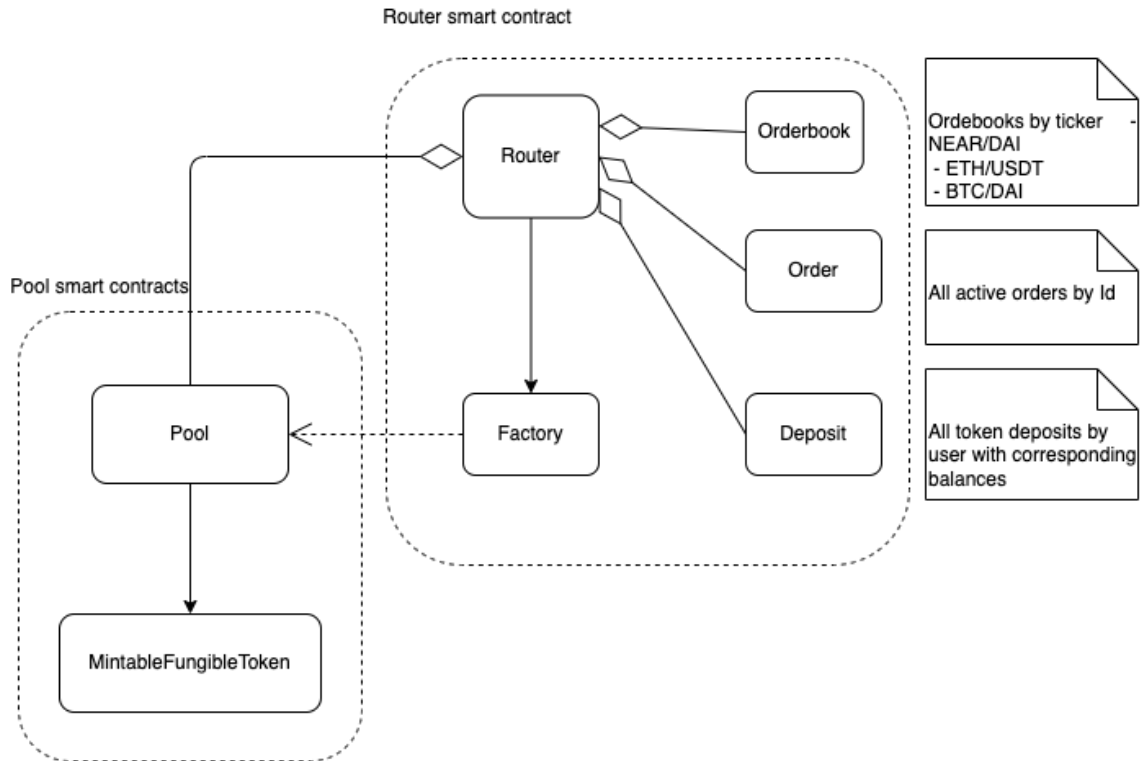 Router smart contract
Router
Orderbook
Ordebooks by ticker -
NEAR/DAI
- ETH/USDT
- BTC/DAI
Order
All active orders by Id
Pool smart contracts
Pool
Factory
Deposit
All token deposits by
user with corresponding
balances
MintableFungibleToken